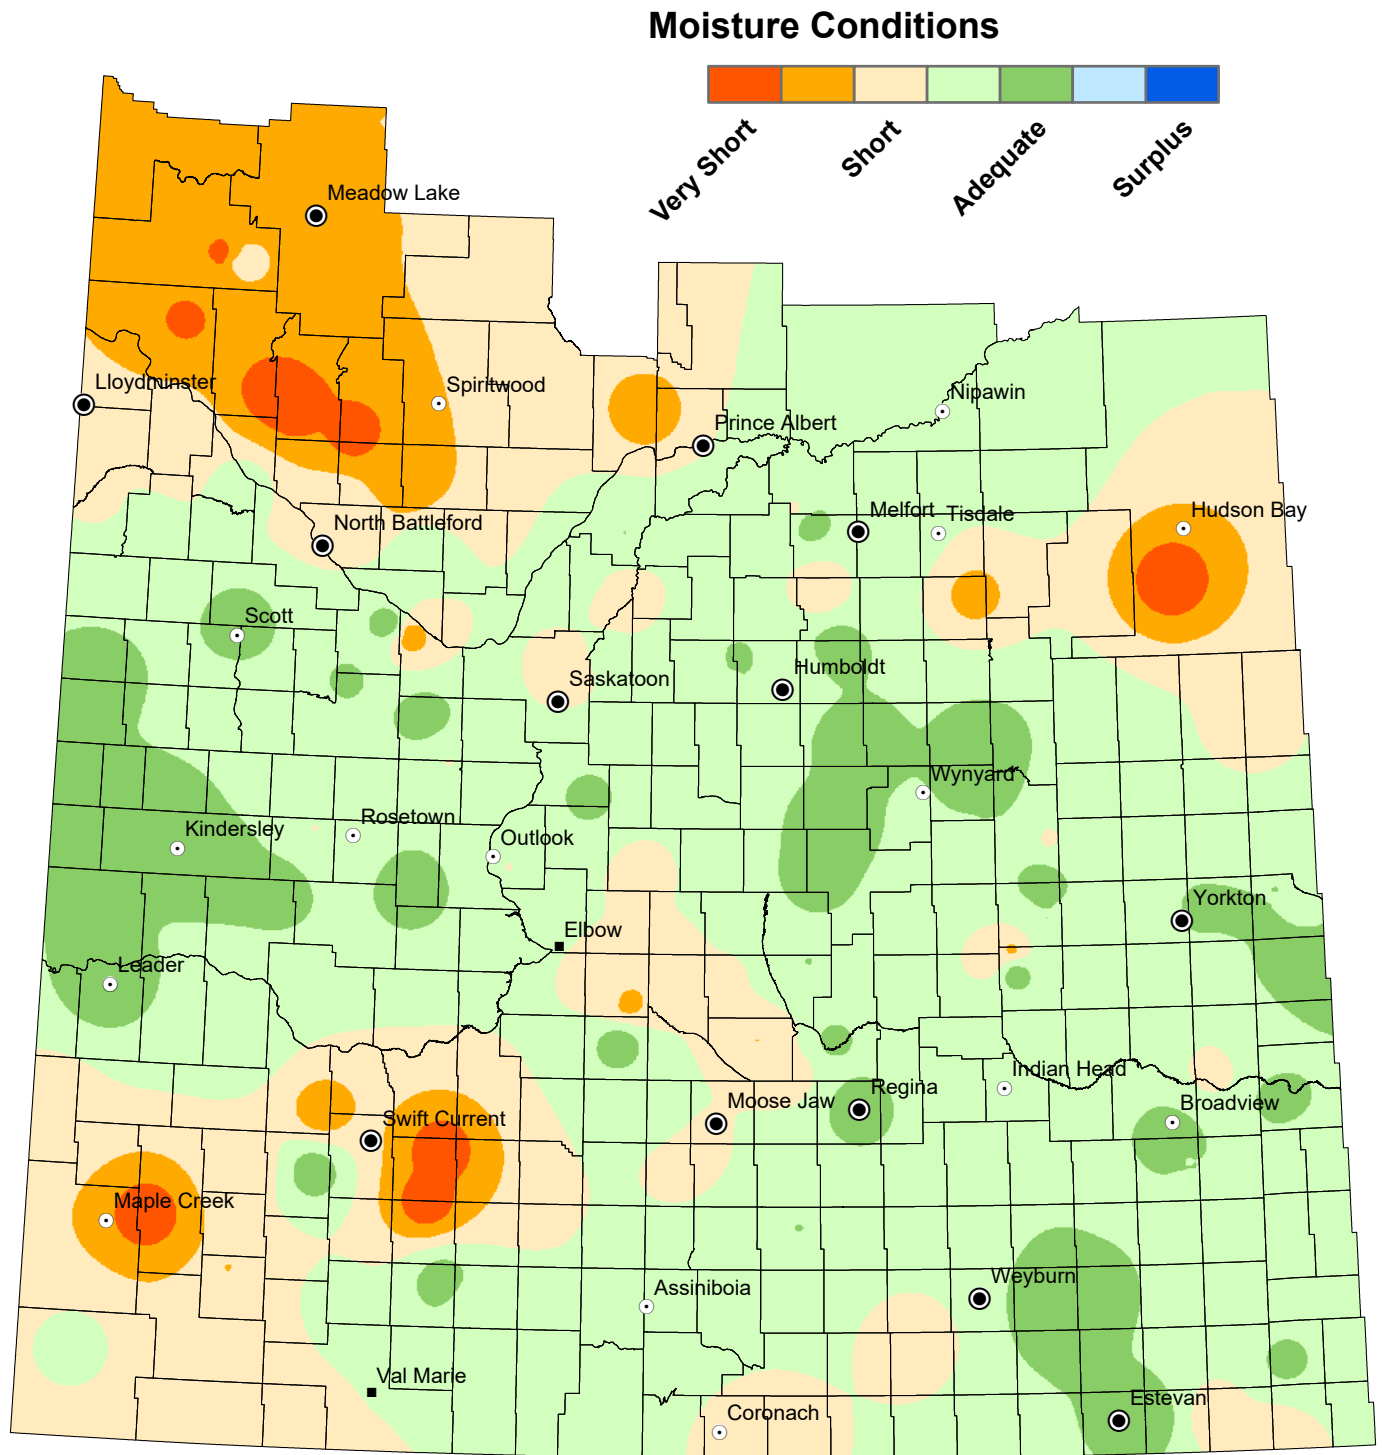 Moisture Conditions
Very Short
Short
Adequate
Surplus
Meadow Lake
Lloydminster
Spiritwood
Nipawin
Prince Albert
North Battleford
Melfort
Tisdale
Hudson Bay
Scott
Saskatoon
Humboldt
Wynyard
Kindersley
Rosetown
Outlook
Yorkton
Elbow
Leader
Indian Head
Regina
Moose Jaw
Broadview
Swift Current
Maple Creek
Weyburn
Assiniboia
Val Marie
Estevan
Coronach